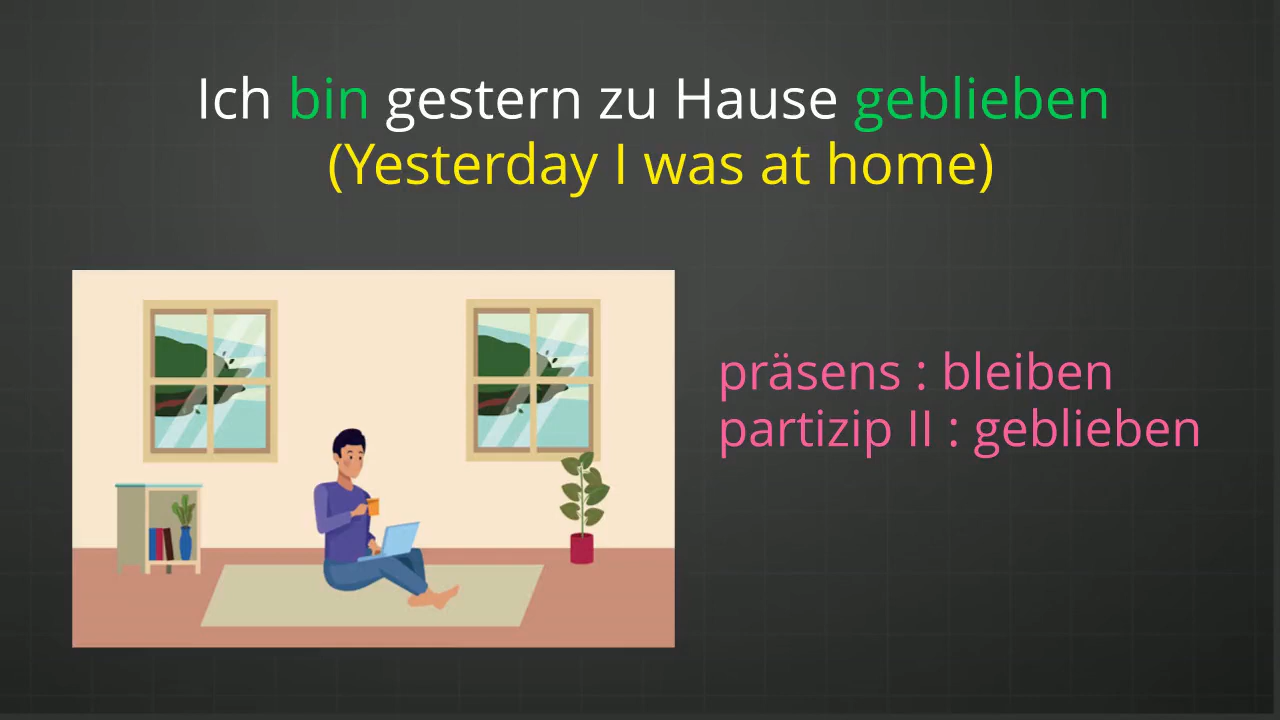 Ich bin gestern zu Hause geblieben
(Yesterday I was at home)
präsens : bleiben
partizip II : geblieben